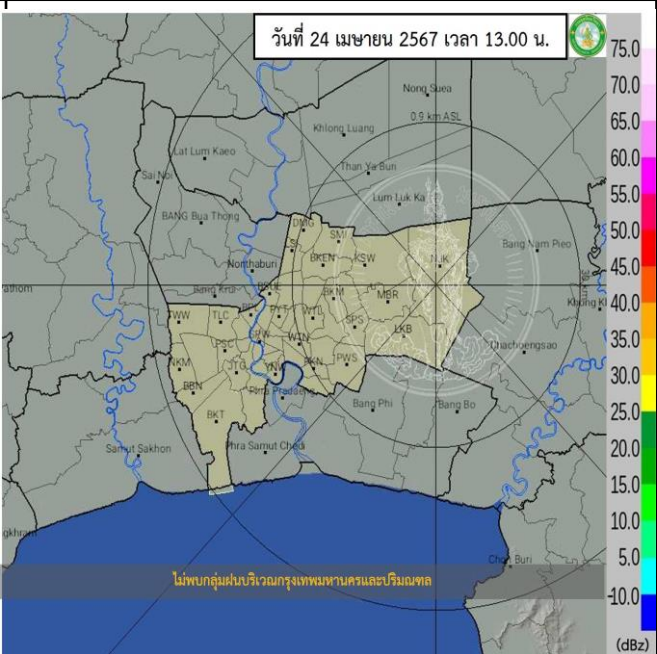 วันที่ 24 เมษายน 2567 เวลา 13.00 น.
75.0
70.0
65.0
60.0
55.0
50.0
45.0
40.0
35.0
30.0
25.0
20.0
15.0
10.0
5.0
-10.0
(dBz)
Nong Suea
0.9 km ASL
Khlong Luang
Lat Lum Kaeo
Than Ya Buri
Sai Noi
Lum Luk Ka
BANG Bua Thong
DMG
SMI
Bang Nam Pieo
Nonthaburi
BKEN
KSW
NJK
Bang Krui
BKM
MBR
TWW
TLC
PYT
WTL
SPS
LKB
PSC
WTN
Chachoengsao
NKM
JTG
PKN
PWS
BBN
Phra Pradaeng
BKT
Bang Phi
Bang Bo
Samut Sakhon
Phra Samut Chedi
Chon Buri
ไม่พบกลุ่มฝนบริเวณกรุงเทพมหานครและปริมณฑล